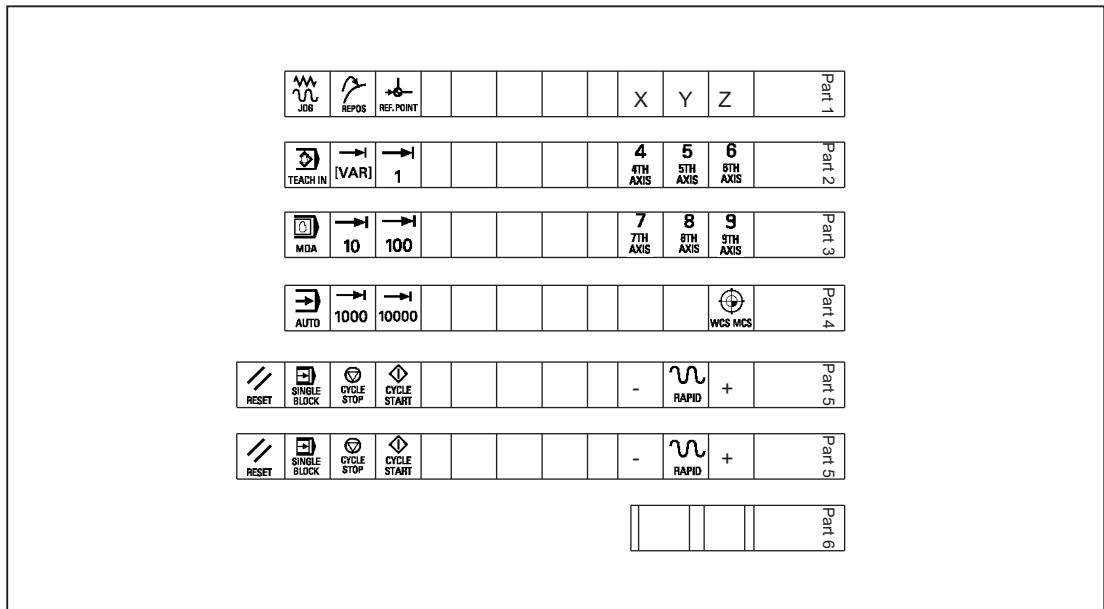 JOG REPOS REF. POINT X Y Z Part 1
TEACH IN [VAR] 1 4 4TH AXIS 5 5TH AXIS 6 6TH AXIS Part 2
MDA 10 100 7 7TH AXIS 8 8TH AXIS 9 9TH AXIS Part 3
AUTO 1000 10000 WCS MCS Part 4
RESET SINGLE BLOCK CYCLE STOP CYCLE START - RAPID + Part 5
RESET SINGLE BLOCK CYCLE STOP CYCLE START - RAPID + Part 5
Part 6